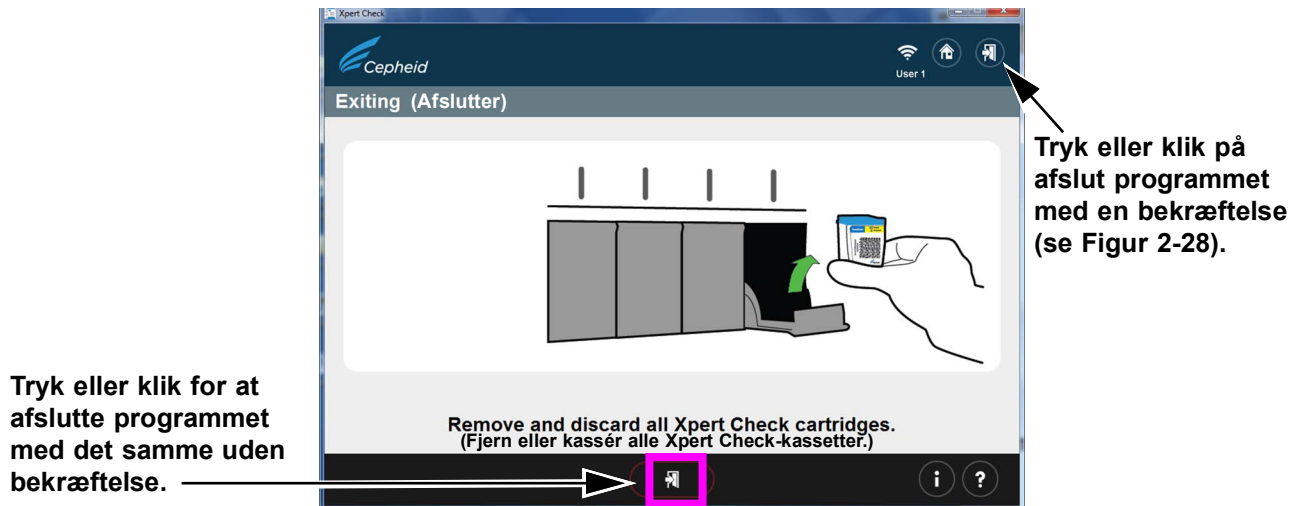 Xpert Check
Cepheid
User 1
Exiting (Afslutter)
Tryk eller klik på
afslut programmet
med en bekræftelse
(se Figur 2-28).
Tryk eller klik for at
afslutte programmet
med det samme uden
bekræftelse.
Remove and discard all Xpert Check cartridges.
(Fjern eller kassér alle Xpert Check-kassetter.)
i ?